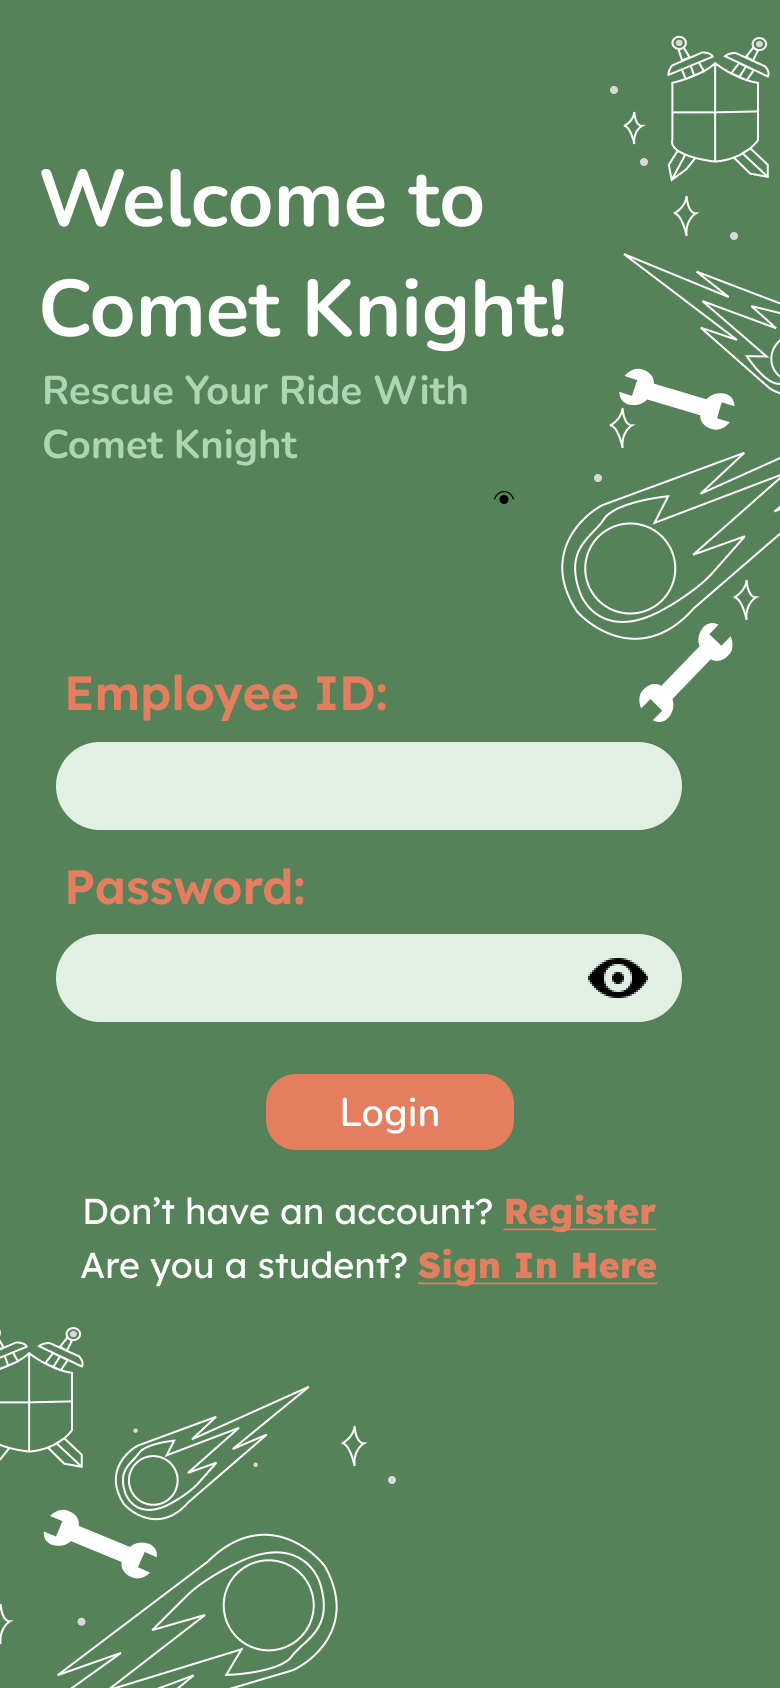 Welcome to
Comet Knight!
Rescue Your Ride With
Comet Knight
Employee ID:
Password:
Login
Don’t have an account? Register
Are you a student? Sign In Here